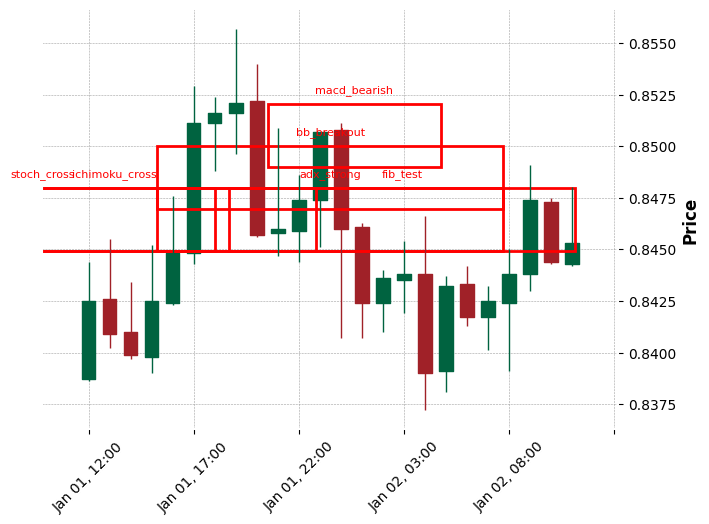 0.8550
macd_bearish
0.8525
bb_breakout
0.8500
stoch_cross
ichimoku_cross
adx_strong
fib_test
0.8475
0.8450
0.8425
0.8400
0.8375
Price
Jan 01, 12:00
Jan 01, 17:00
Jan 01, 22:00
Jan 02, 03:00
Jan 02, 08:00